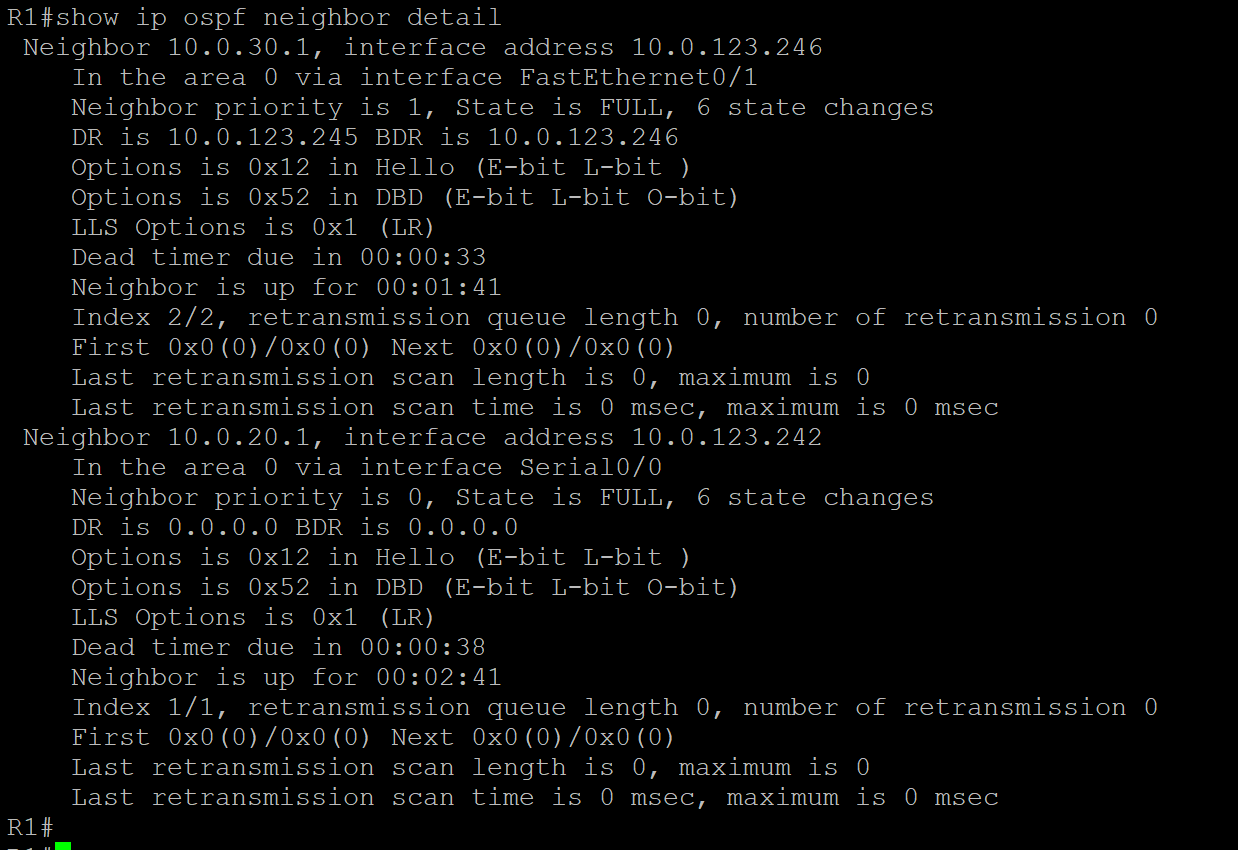 R1#show ip ospf neighbor detail
Neighbor 10.0.30.1, interface address 10.0.123.246
In the area 0 via interface FastEthernet0/1
Neighbor priority is 1, State is FULL, 6 state changes
DR is 10.0.123.245 BDR is 10.0.123.246
Options is 0x12 in Hello (E-bit L-bit )
Options is 0x52 in DBD (E-bit L-bit O-bit)
LLS Options is 0x1 (LR)
Dead timer due in 00:00:33
Neighbor is up for 00:01:41
Index 2/2, retransmission queue length 0, number of retransmission 0
First 0x0(0)/0x0(0) Next 0x0(0)/0x0(0)
Last retransmission scan length is 0, maximum is 0
Last retransmission scan time is 0 msec, maximum is 0 msec
Neighbor 10.0.20.1, interface address 10.0.123.242
In the area 0 via interface Serial0/0
Neighbor priority is 0, State is FULL, 6 state changes
DR is 0.0.0.0 BDR is 0.0.0.0
Options is 0x12 in Hello (E-bit L-bit )
Options is 0x52 in DBD (E-bit L-bit O-bit)
LLS Options is 0x1 (LR)
Dead timer due in 00:00:38
Neighbor is up for 00:02:41
Index 1/1, retransmission queue length 0, number of retransmission 0
First 0x0(0)/0x0(0) Next 0x0(0)/0x0(0)
Last retransmission scan length is 0, maximum is 0
Last retransmission scan time is 0 msec, maximum is 0 msec
R1#
R1#